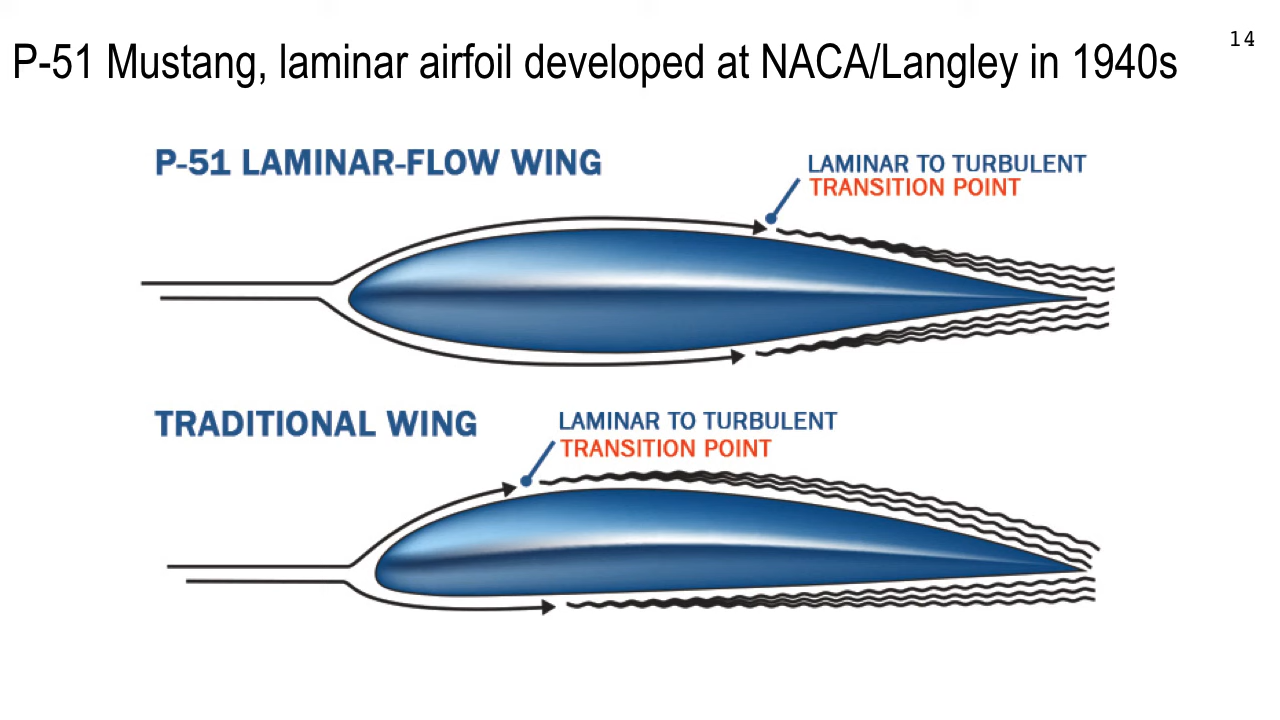 14
P-51 Mustang, laminar airfoil developed at NACA/Langley in 1940s
P-51 LAMINAR-FLOW WING
LAMINAR TO TURBULENT
TRANSITION POINT
TRADITIONAL WING
LAMINAR TO TURBULENT
TRANSITION POINT